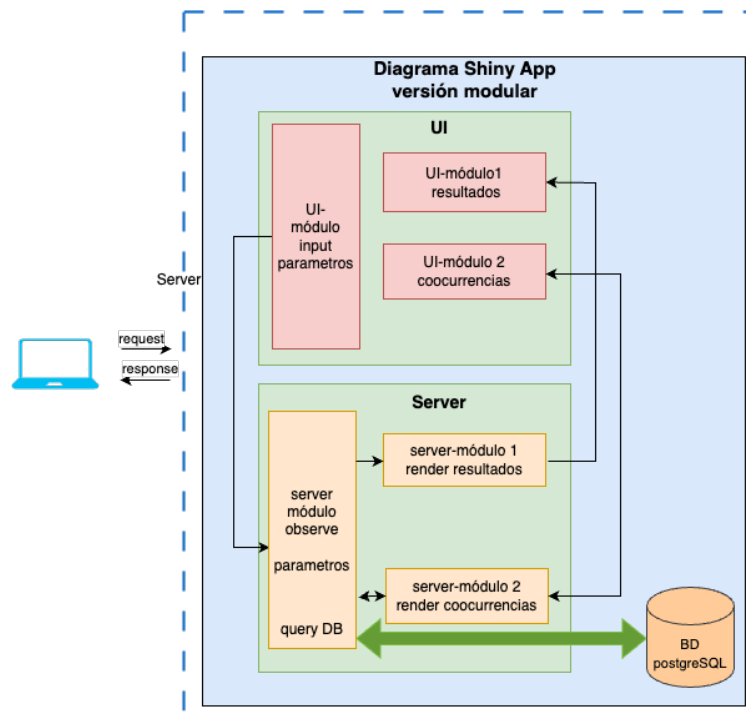 Diagrama Shiny App
versión modular
UI
UI-
módulo
input
parametros
UI-módulo1
resultados
UI-módulo 2
coocurrencias
Server
request
response
Server
server
módulo
observe
parametros
query DB
server-módulo 1
render resultados
server-módulo 2
render coocurrencias
BD
postgreSQL